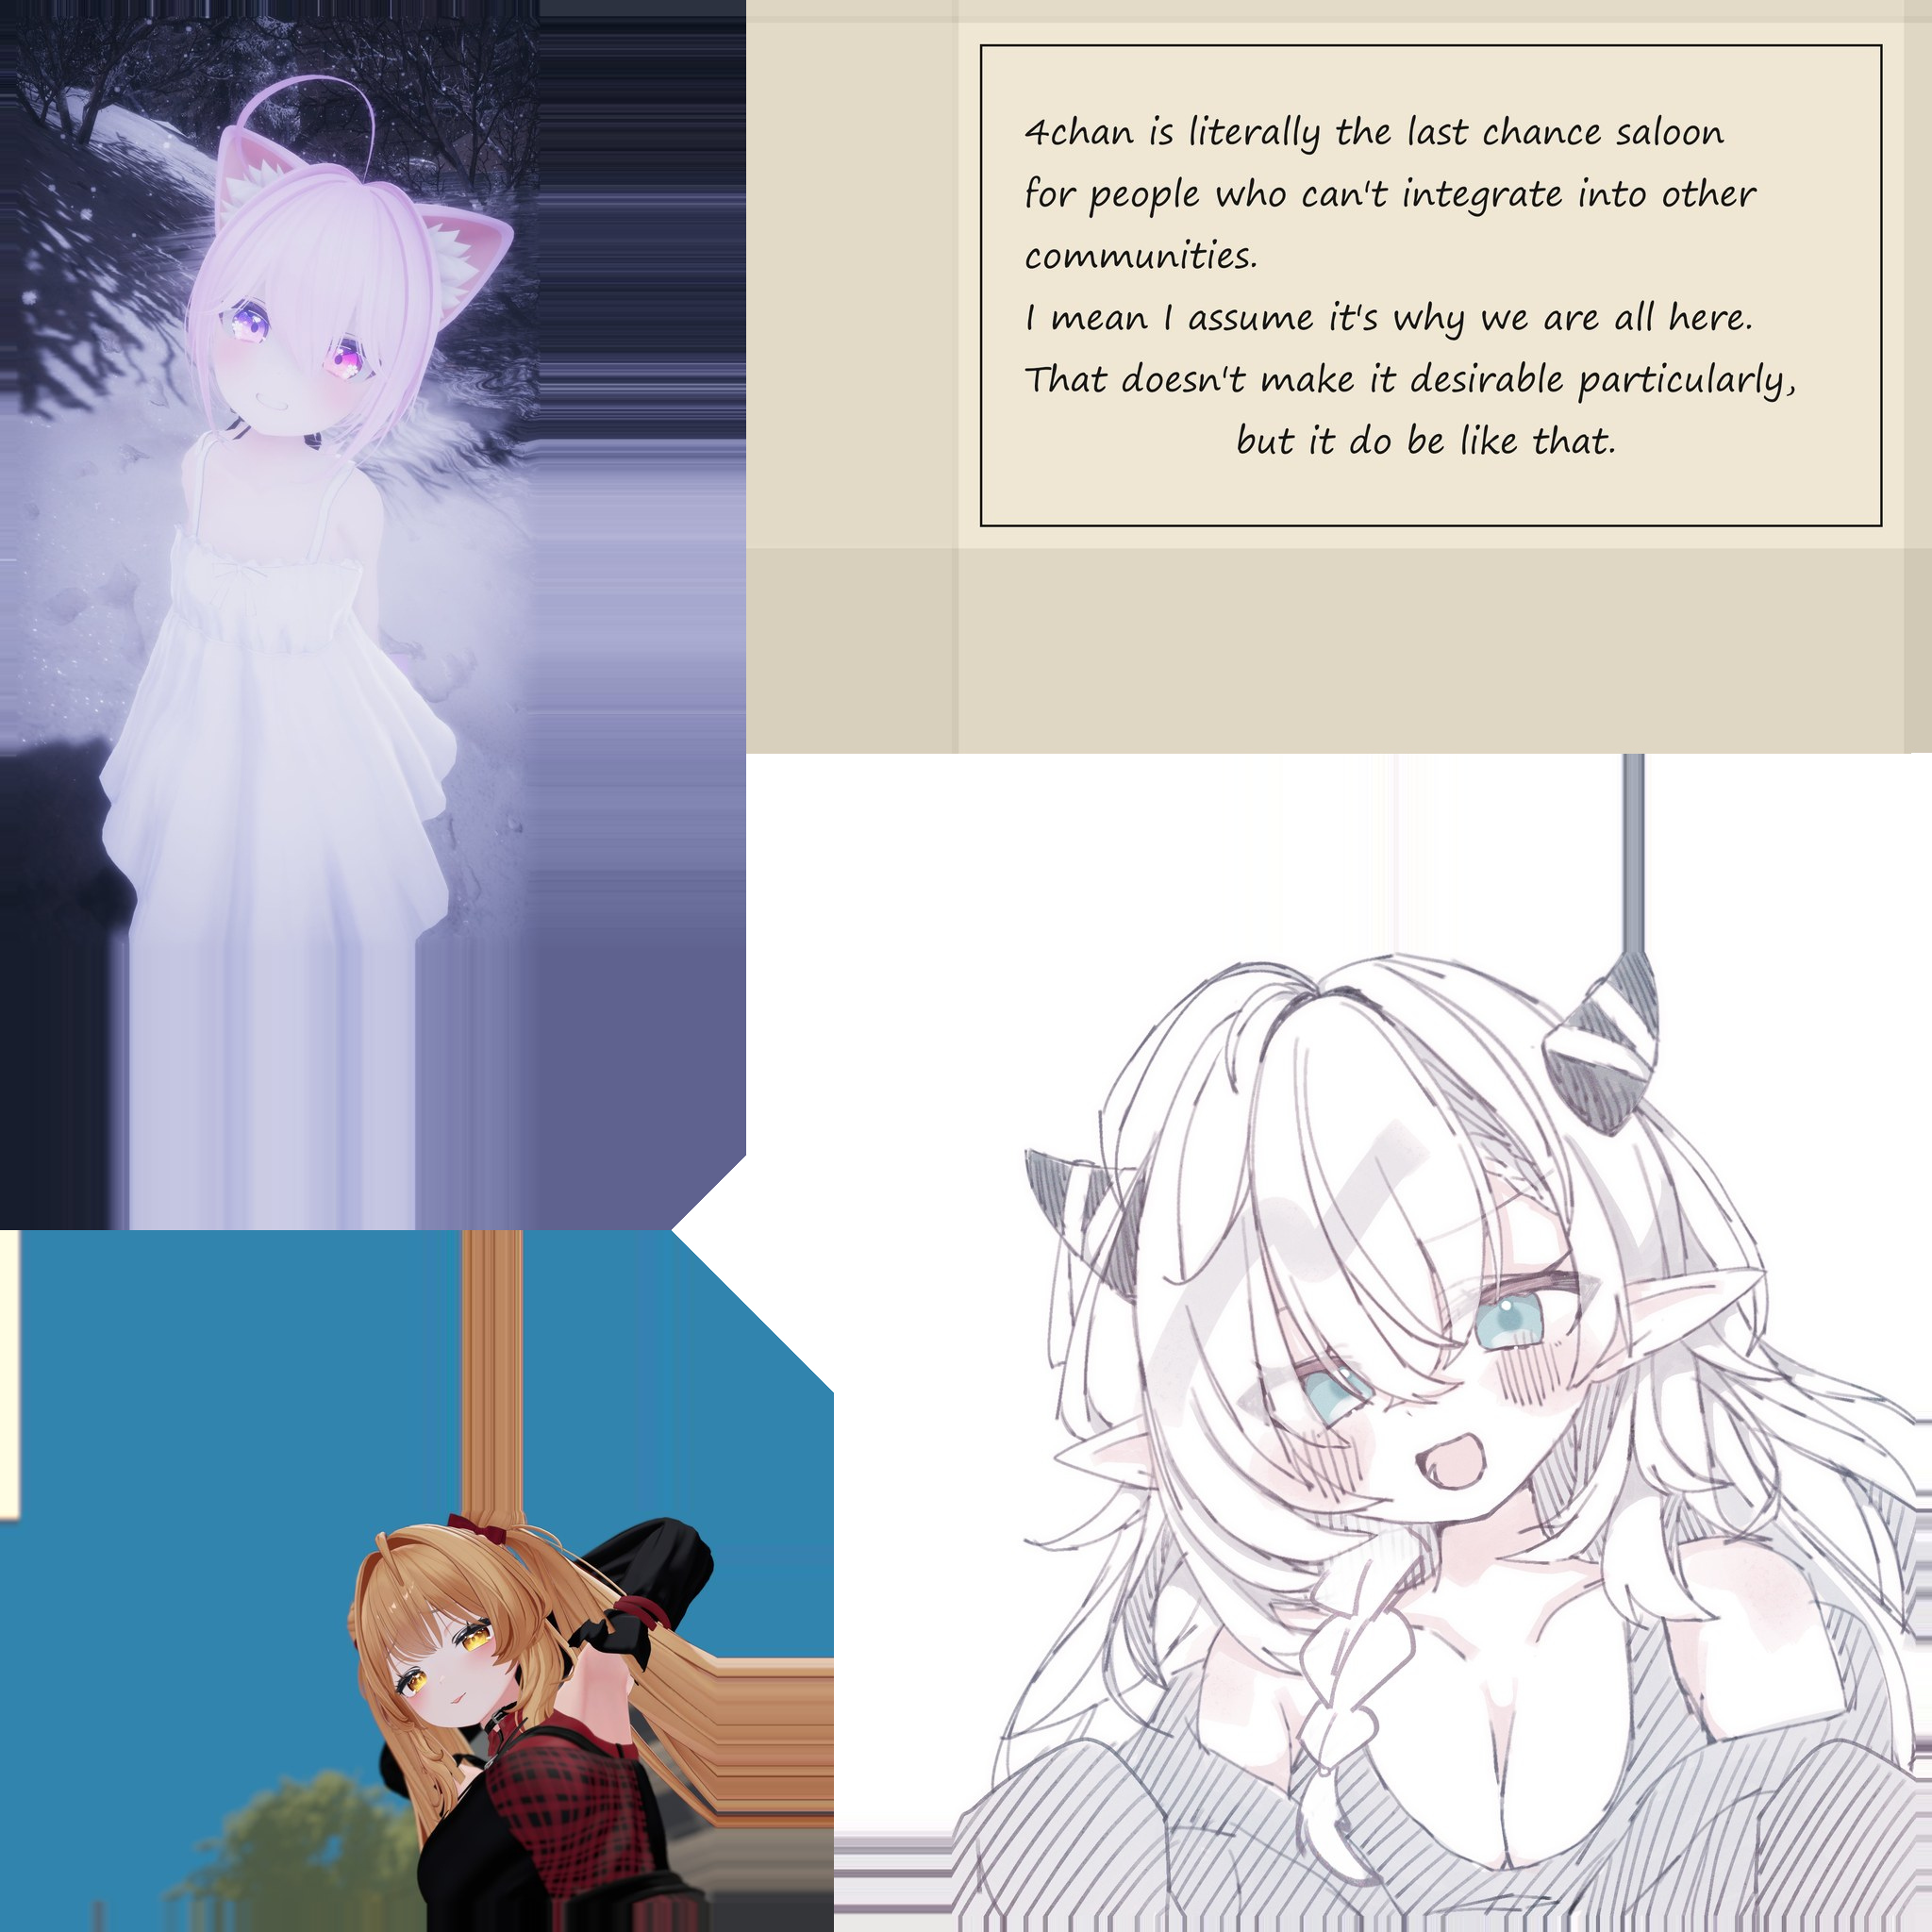 4chan is literally the last chance saloon
for people who can't integrate into other
communities.
I mean I assume it's why we are all here.
That doesn't make it desirable particularly,
but it do be like that.